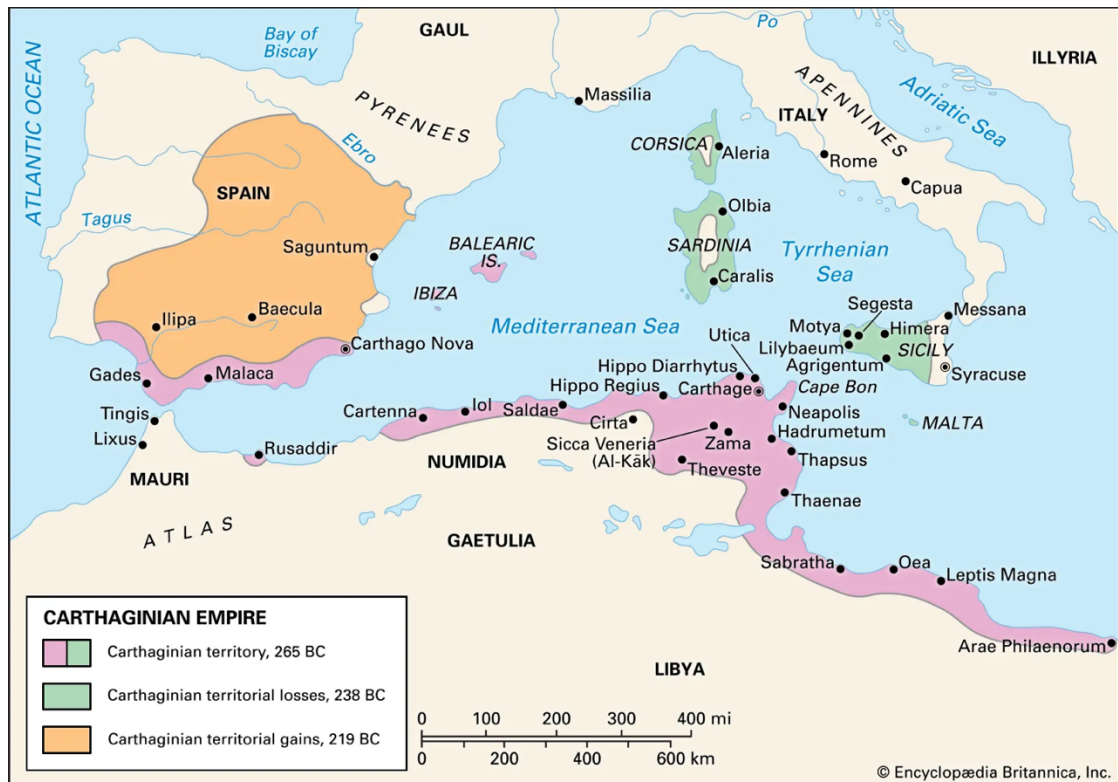 ATLANTIC OCEAN
Bay of
Biscay
GAUL
Po
ILLYRIA
PYRENEES
Massilia
APENNINES
ITALY
Adriatic Sea
Ebro
CORSICA
Aleria
Rome
Capua
SPAIN
Tagus
Olbia
Saguntum
BALEARIC
IS.
SARDINIA
Tyrrhenian
Sea
IBIZA
Caralis
Ilipa
Baecula
Mediterranean Sea
Segesta
Messana
Motya
Himera
Carthago Nova
Utica
Lilybaeum
SICILY
Gades
Malaca
Hippo Diarrhytus
Agrigentum
Syracuse
Hippo Regius
Carthage
Cape Bon
Tingis
Cartenna
Iol
Saldae
Neapolis
Lixus
Cirta
Hadrumetum
MALTA
Rusaddir
Sicca Veneria
(Al-Kāk)
Zama
Thapsus
MAURI
NUMIDIA
Theveste
Thaenae
ATLAS
GAETULIA
Sabratha
Oea
Leptis Magna
Arae Philaenorum
LIBYA
CARTHAGINIAN EMPIRE
Carthaginian territory, 265 BC
Carthaginian territorial losses, 238 BC
Carthaginian territorial gains, 219 BC
0 100 200 300 400 mi
0 200 400 600 km
© Encyclopædia Britannica, Inc.